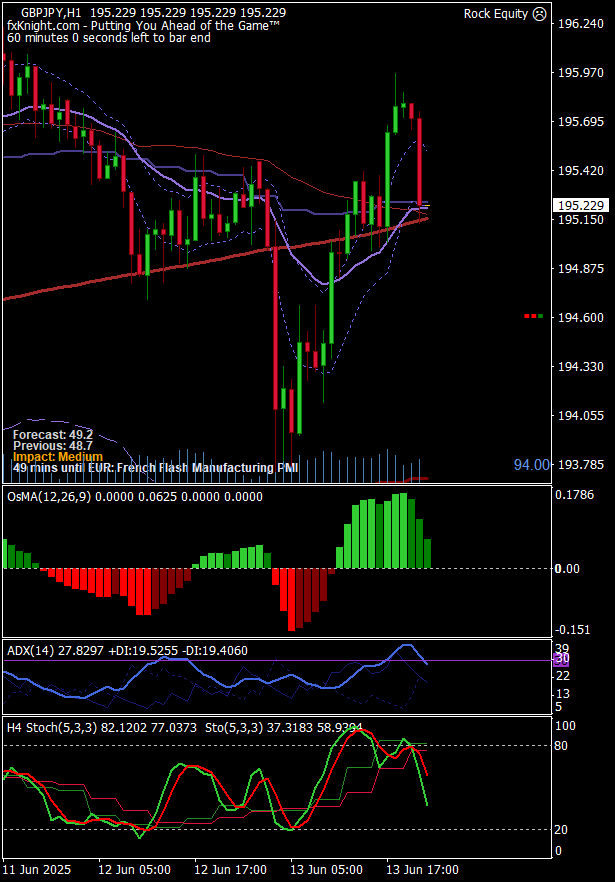 GBPJPY,H1 195.229 195.229 195.229 195.229
Rock Equity
fxKnight.com - Putting You Ahead of the Game™
60 minutes 0 seconds left to bar end
196.240
195.970
195.695
195.420
195.229
195.150
194.875
194.600
194.330
194.055
193.785
94.00
Forecast: 49.2
Previous: 48.7
Impact: Medium
49 mins until EUR: French Flash Manufacturing PMI
OsMA(12,26,9) 0.0000 0.0625 0.0000 0.0000
0.1786
0.00
-0.151
ADX(14) 27.8297 +DI:19.5255 -DI:19.4060
39
30
22
13
5
H4 Stoch(5,3,3) 82.1202 77.0373 Sto(5,3,3) 37.3183 58.9394
100
80
20
0
11 Jun 2025
12 Jun 05:00
12 Jun 17:00
13 Jun 05:00
13 Jun 17:00